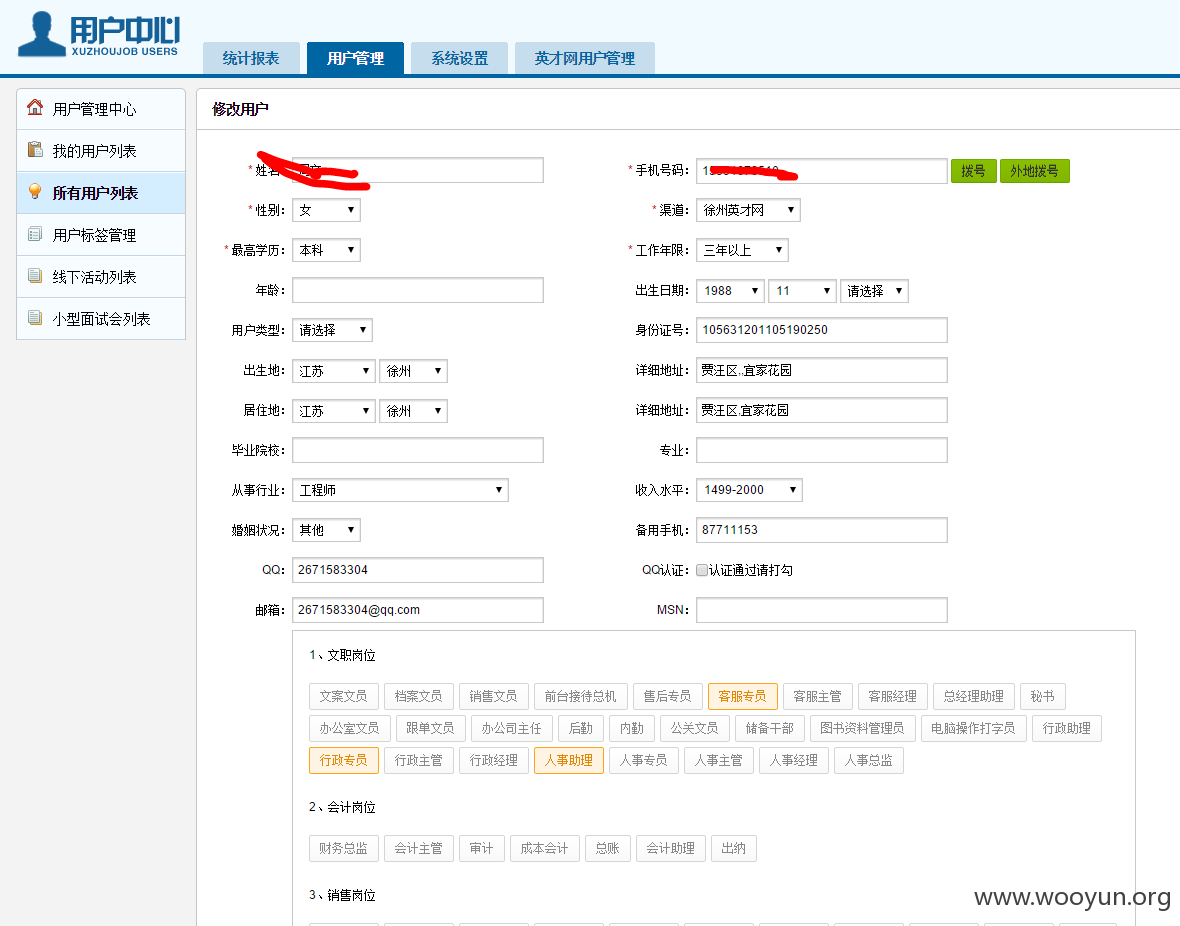 用户中心
XUZHOUJOB USERS
统计报表 用户管理 系统设置 英才网用户管理
用户管理中心
我的用户列表
所有用户列表
用户标签管理
线下活动列表
小型面试会列表
修改用户
*姓名 *手机号码： 拨号 外地拨号
*性别： 女 *渠道： 徐州英才网
*最高学历： 本科 *工作年限： 三年以上
年龄： 出生日期： 1988 11 请选择
用户类型： 请选择 身份证号： 105631201105190250
出生地： 江苏 徐州 详细地址： 贾汪区,,宜家花园
居住地： 江苏 徐州 详细地址： 贾汪区,宜家花园
毕业院校： 专业：
从事行业： 工程师 收入水平： 1499-2000
婚姻状况： 其他 备用手机： 87711153
QQ： 2671583304 QQ认证： 认证通过请打勾
邮箱： 2671583304@qq.com MSN：
1、文职岗位
文案文员 档案文员 销售文员 前台接待总机 售后专员 客服专员 客服主管 客服经理 总经理助理 秘书
办公室文员 跟单文员 办公司主任 后勤 内勤 公关文员 储备干部 图书资料管理员 电脑操作打字员 行政助理
行政专员 行政主管 行政经理 人事助理 人事专员 人事主管 人事经理 人事总监
2、会计岗位
财务总监 会计主管 审计 成本会计 总账 会计助理 出纳
3、销售岗位
www.wooyun.org